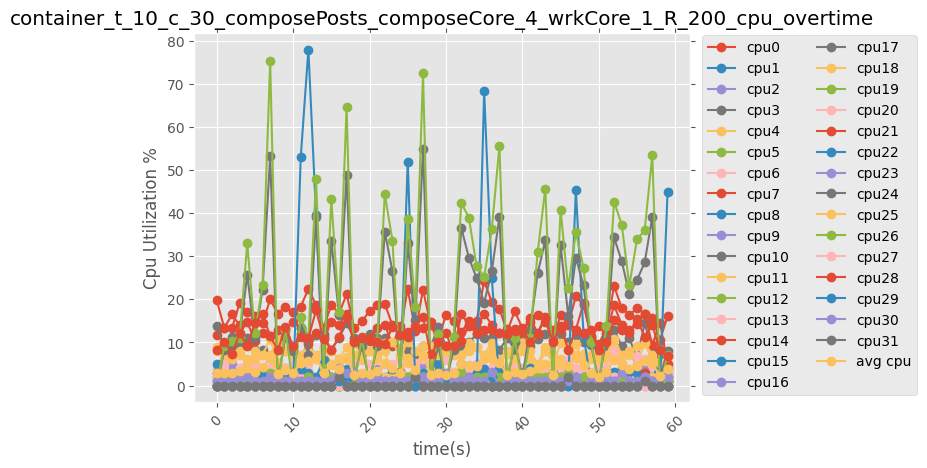 container_t_10_c_30_composePosts_composeCore_4_wrkCore_1_R_200_cpu_overtime
80
70
60
50
40
30
20
10
0
Cpu Utilization %
0
10
20
30
40
50
60
time(s)
cpu0
cpu1
cpu2
cpu3
cpu4
cpu5
cpu6
cpu7
cpu8
cpu9
cpu10
cpu11
cpu12
cpu13
cpu14
cpu15
cpu16
cpu17
cpu18
cpu19
cpu20
cpu21
cpu22
cpu23
cpu24
cpu25
cpu26
cpu27
cpu28
cpu29
cpu30
cpu31
avg cpu